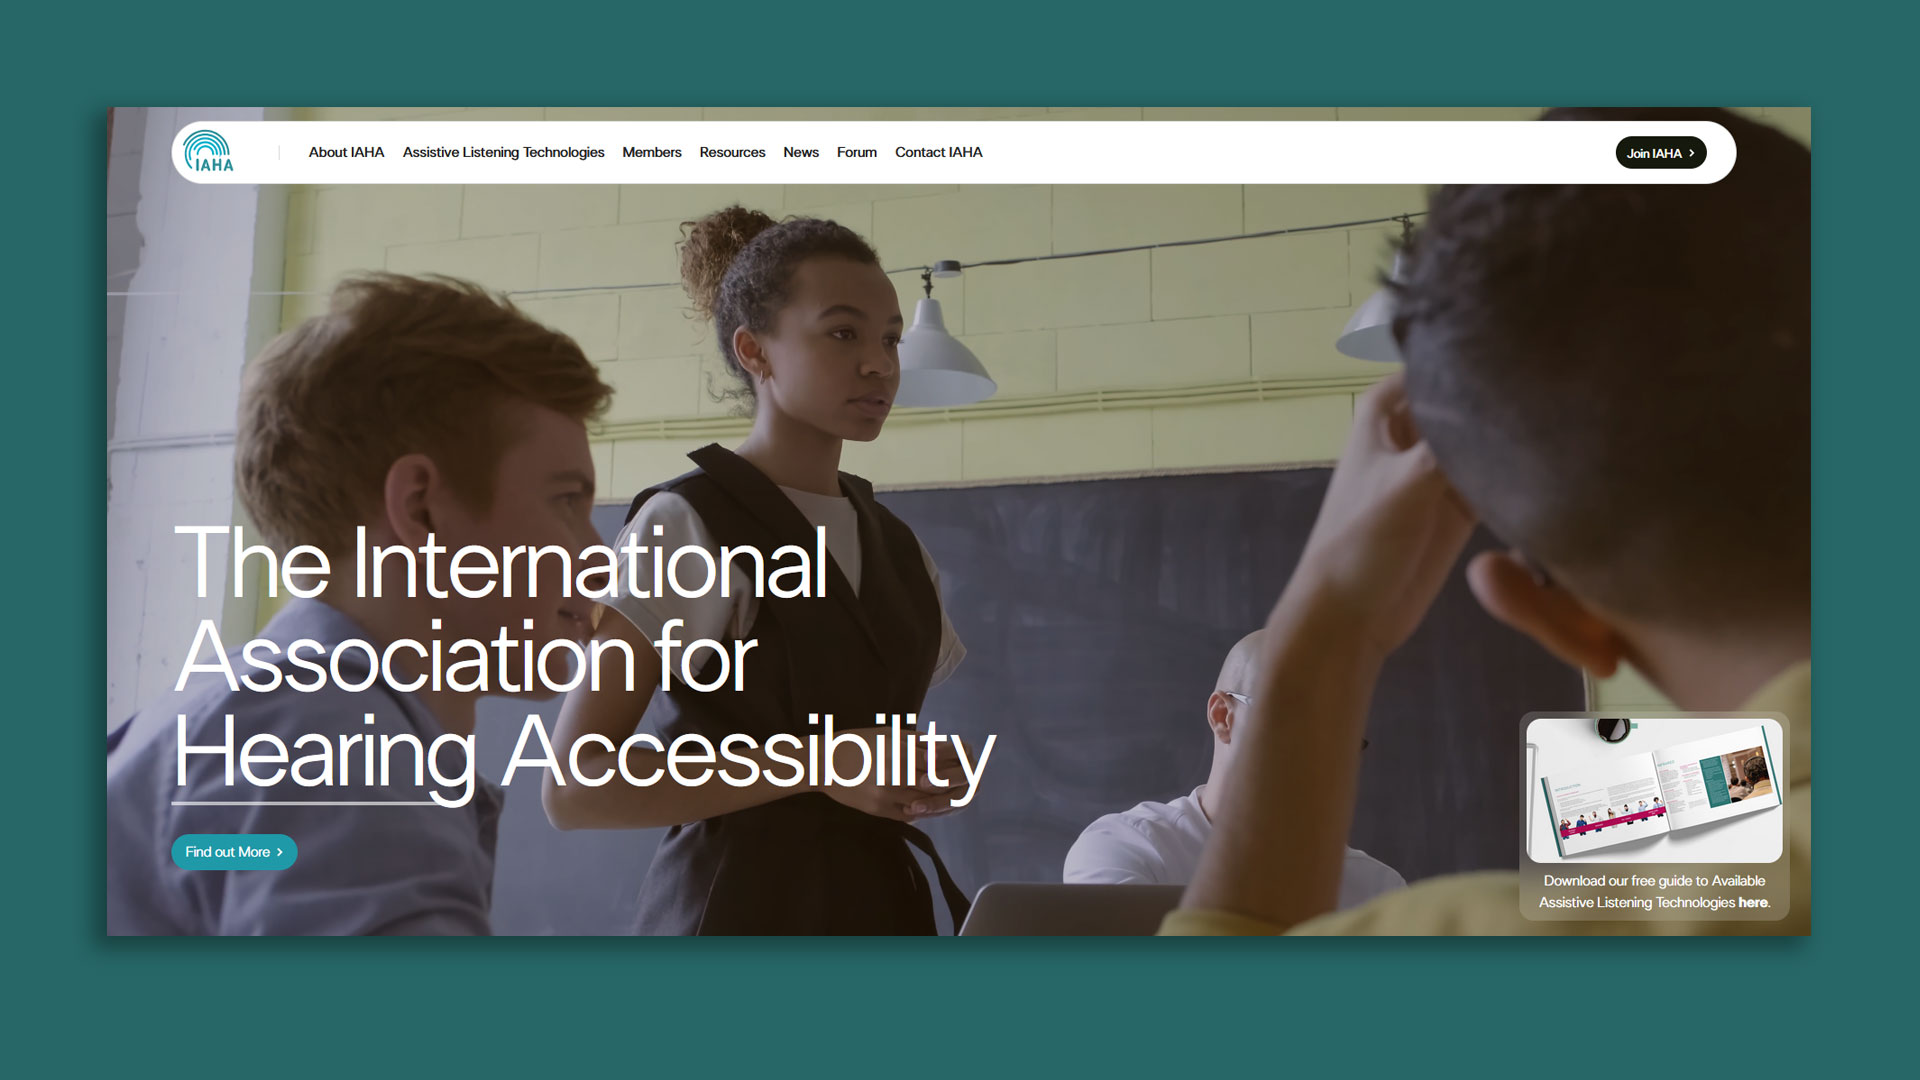 IAHA
About IAHA Assistive Listening Technologies Members Resources News Forum Contact IAHA
Join IAHA
The International
Association for
Hearing Accessibility
Find out More
Download our free guide to Available
Assistive Listening Technologies here.